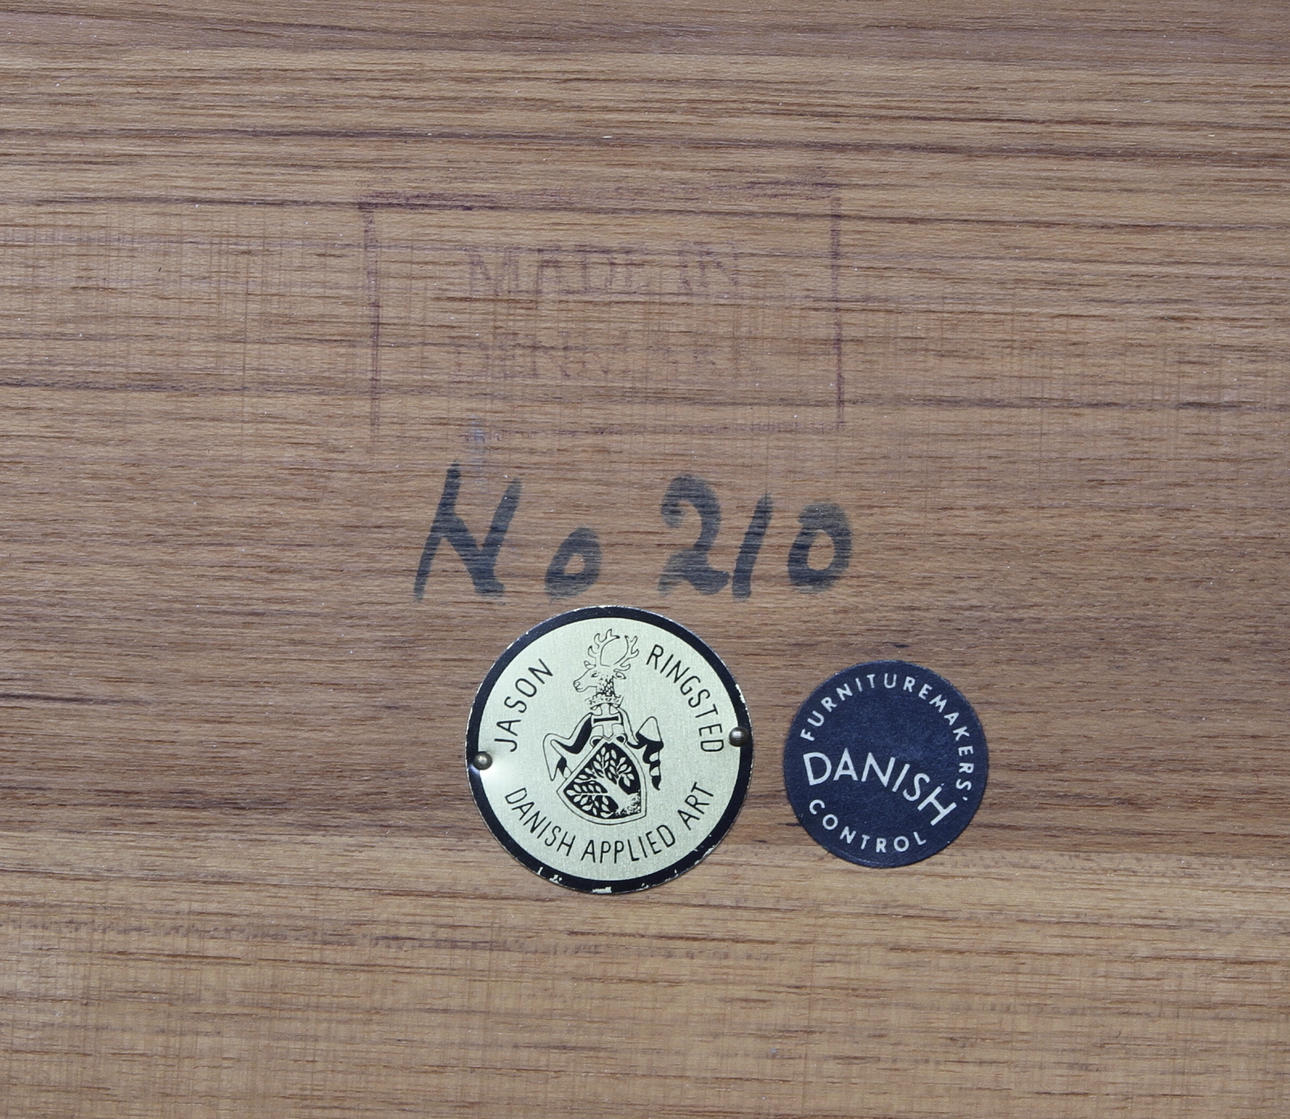 MADE IN
DENMARK
No 210
JASON RINGSTED
DANISH APPLIED ART
FURNITUREMAKERS'
DANISH
CONTROL